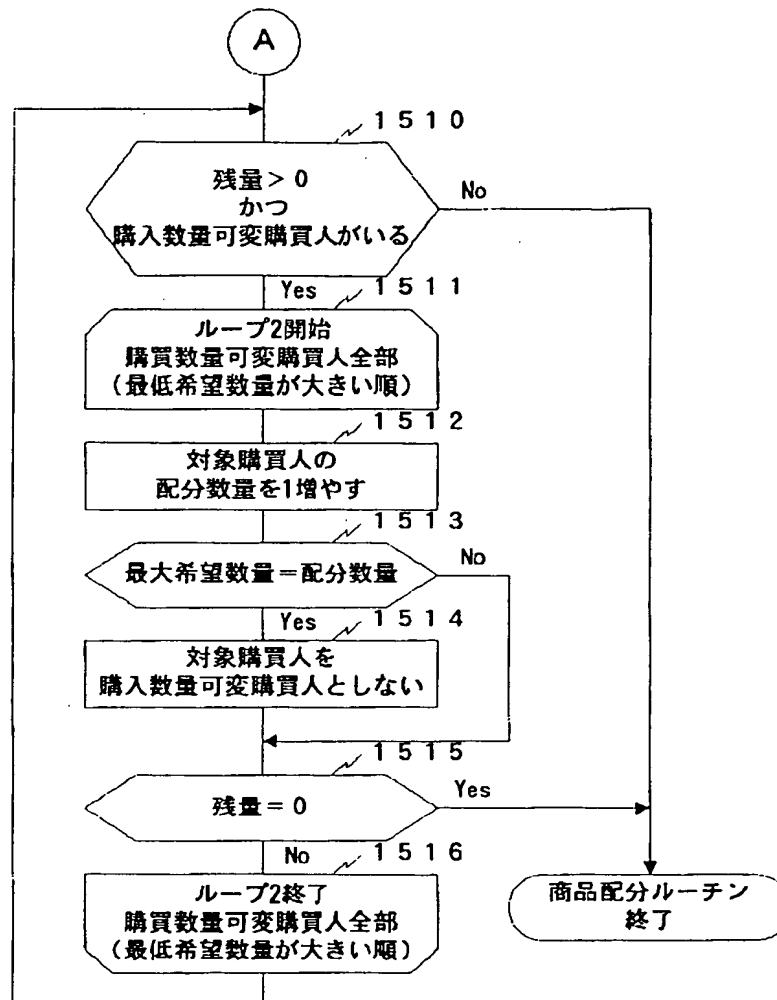 A
1510
残量＞0
かつ
購入数量可変購買人がいる
No
Yes
1511
ループ2開始
購買数量可変購買人全部
（最低希望数量が大きい順）
1512
対象購買人の
配分数量を1増やす
1513
最大希望数量＝配分数量
No
Yes
1514
対象購買人を
購入数量可変購買人としない
1515
残量＝0
Yes
No
1516
ループ2終了
購買数量可変購買人全部
（最低希望数量が大きい順）
商品配分ルーチン
終了